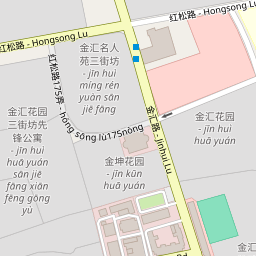 红松路 - Hongsong Lu
红松路 - Hongsong Lu
金汇名人
苑三街坊
- jīn huì
míng rén
yuàn sān
jiē fāng
红松路175弄 - hóng sōng lù175nòng
金汇路 - Jinhui Lu
金汇花园
三街坊先
锋公寓 -
jīn huì
huā yuán
sān jiē
fāng xiān
fēng gōng
yù
金汇花园
- jīn huì
huā yuán
金坤花园
- jīn kūn
huā yuán
金汇
- jī
hu